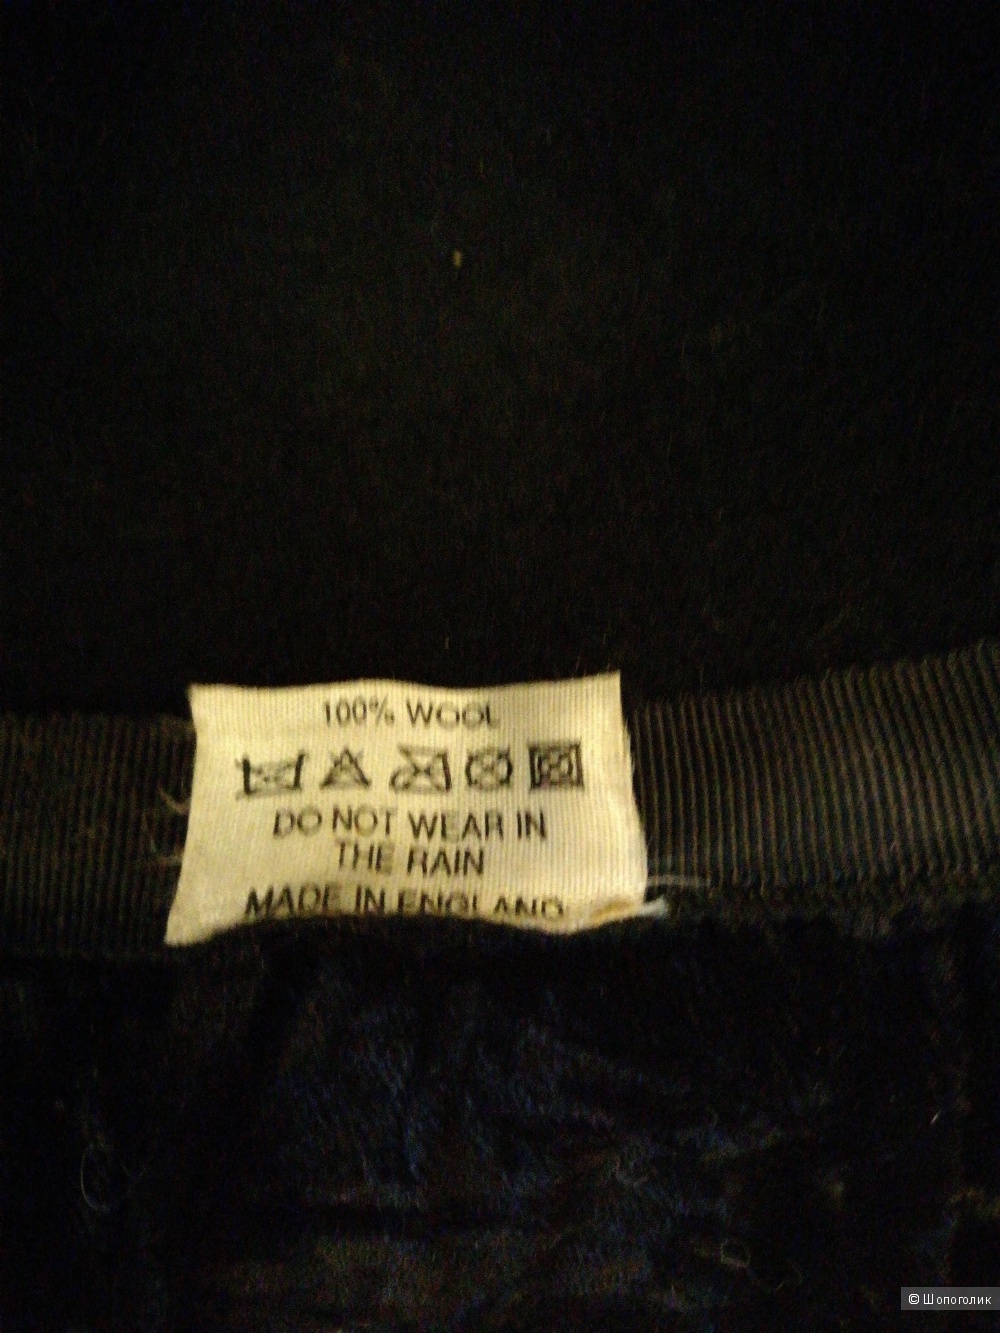 100% WOOL
DO NOT WEAR IN
THE RAIN
MADE IN ENGLAND
© Шопоголик